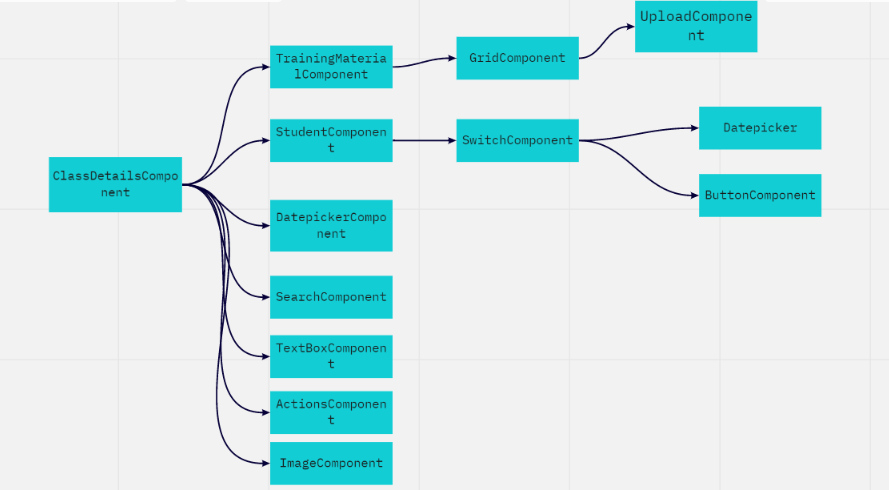 UploadCompone
nt
TrainingMateria
lComponent
GridComponent
StudentComponen
t
SwitchComponent
Datepicker
ClassDetailsCompo
nent
ButtonComponent
DatepickerCompo
nent
SearchComponent
TextBoxComponen
t
ActionsComponen
t
ImageComponent